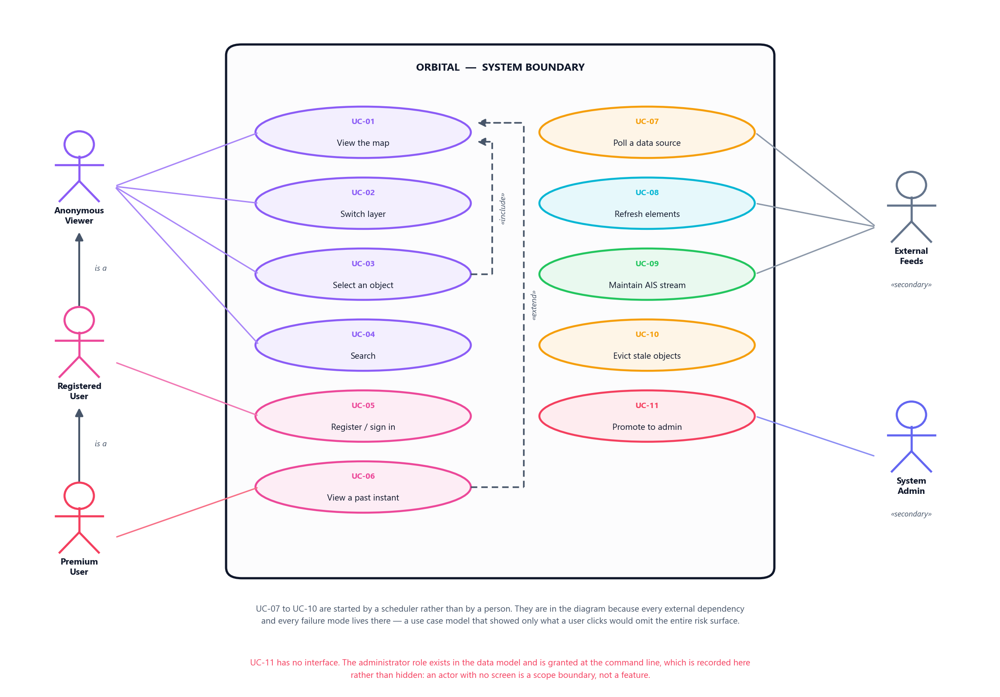 ORBITAL — SYSTEM BOUNDARY
Anonymous
Viewer
is a
Registered
User
is a
Premium
User
UC-01
View the map
UC-02
Switch layer
UC-03
Select an object
UC-04
Search
UC-05
Register / sign in
UC-06
View a past instant
«include»
«extend»
UC-07
Poll a data source
UC-08
Refresh elements
UC-09
Maintain AIS stream
UC-10
Evict stale objects
UC-11
Promote to admin
External
Feeds
«secondary»
System
Admin
«secondary»
UC-07 to UC-10 are started by a scheduler rather than by a person. They are in the diagram because every external dependency
and every failure mode lives there — a use case model that showed only what a user clicks would omit the entire risk surface.
UC-11 has no interface. The administrator role exists in the data model and is granted at the command line, which is recorded here
rather than hidden: an actor with no screen is a scope boundary, not a feature.